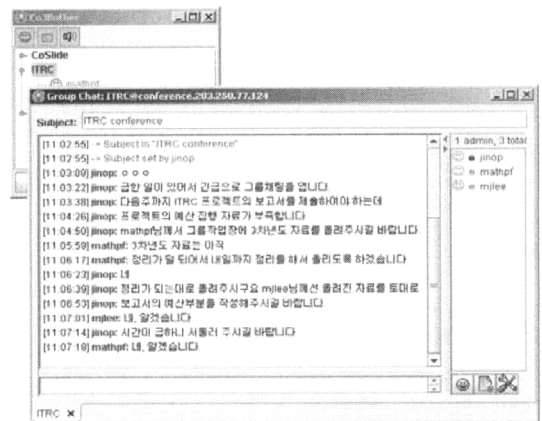 CoSlide
ITRC
mathpf
Group Chat: ITRC@conference.203.250.77.124
Subject: ITRC conference
[11:02:55] -> Subject in "ITRC conference"
[11:02:55] -> Subject set by jinop
[11:03:09] jinop: ㅇㅇㅇ
[11:03:22] jinop: 급한 일이 있어서 긴급으로 그룹채팅을 엽니다.
[11:03:38] jinop: 다음주까지 ITRC 프로젝트의 보고서를 제출하여야 하는데
[11:04:26] jinop: 프로젝트의 예산 집행 자료가 부족합니다
[11:04:50] jinop: mathpf님께서 그룹작업장에 3차년도 자료를 올려주시길 바랍니다.
[11:05:59] mathpf: 3차년도 자료는 아직
[11:06:17] mathpf: 정리가 덜 되어서 내일까지 정리를 해서 올리도록 하겠습니다
[11:06:23] jinop: 네
[11:06:39] jinop: 정리가 되는대로 올려주시구요 mjlee님께선 올려진 자료를 토대로
[11:06:53] jinop: 보고서의 예산부분을 작성해주시길 바랍니다.
[11:07:01] mjlee: 네, 알겠습니다
[11:07:14] jinop: 시간이 급하니 서둘러 주시길 바랍니다
[11:07:18] mathpf: 네, 알겠습니다.
1 admin, 3 total
jinop
mathpf
mjlee
ITRC